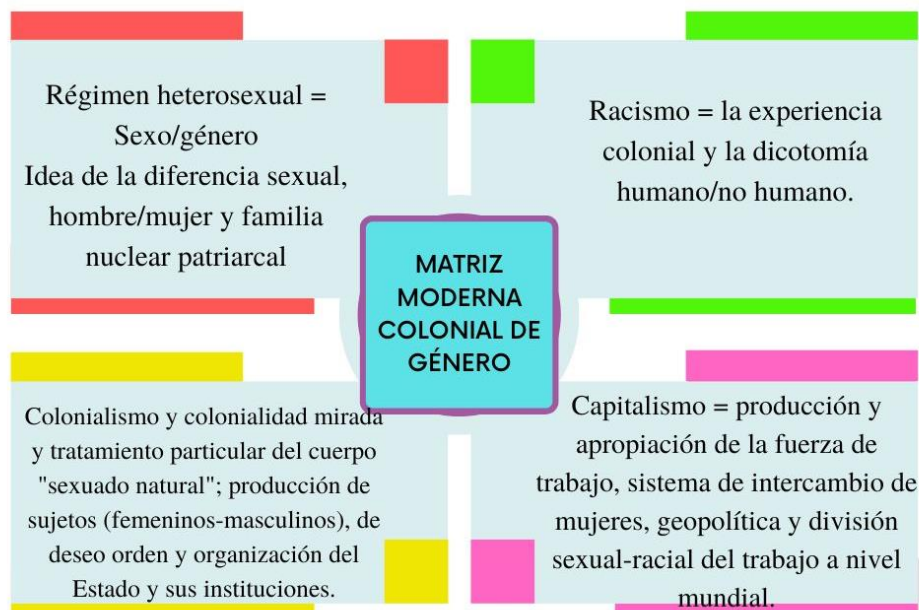 Régimen heterosexual =
Sexo/género
Idea de la diferencia sexual,
hombre/mujer y familia
nuclear patriarcal
Racismo = la experiencia
colonial y la dicotomía
humano/no humano.
MATRIZ
MODERNA
COLONIAL DE
GÉNERO
Colonialismo y colonialidad mirada
y tratamiento particular del cuerpo
"sexuado natural"; producción de
sujetos (femeninos-masculinos), de
deseo orden y organización del
Estado y sus instituciones.
Capitalismo = producción y
apropiación de la fuerza de
trabajo, sistema de intercambio de
mujeres, geopolítica y división
sexual-racial del trabajo a nivel
mundial.